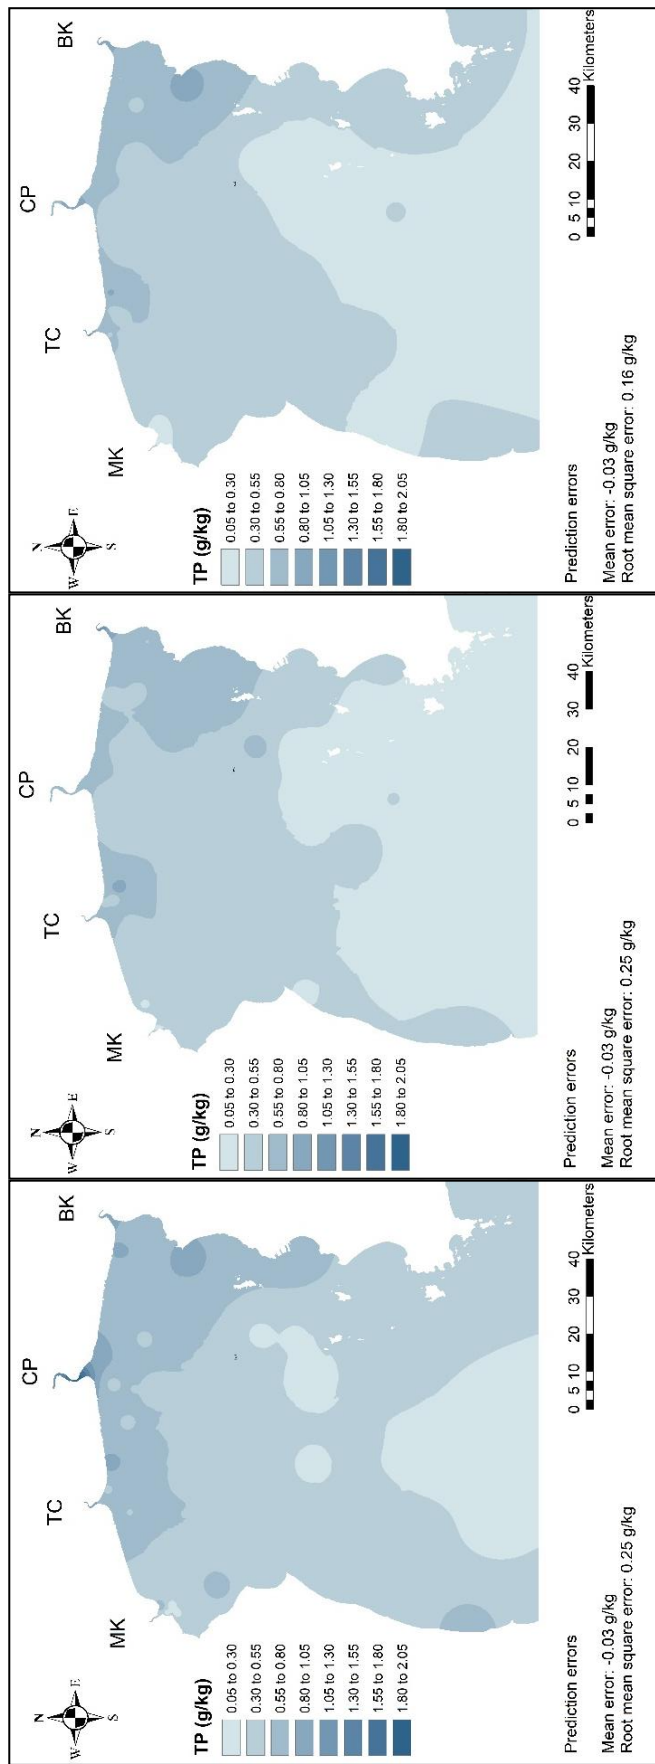 N
W E
S
MK
TC
CP
BK
TP (g/kg)
0.05 to 0.30
0.30 to 0.55
0.55 to 0.80
0.80 to 1.05
1.05 to 1.30
1.30 to 1.55
1.55 to 1.80
1.80 to 2.05
Prediction errors
Mean error: -0.03 g/kg
Root mean square error: 0.25 g/kg
0 5 10 20 30 40
Kilometers
N
W E
S
MK
TC
CP
BK
TP (g/kg)
0.05 to 0.30
0.30 to 0.55
0.55 to 0.80
0.80 to 1.05
1.05 to 1.30
1.30 to 1.55
1.55 to 1.80
1.80 to 2.05
Prediction errors
Mean error: -0.03 g/kg
Root mean square error: 0.25 g/kg
0 5 10 20 30 40
Kilometers
N
W E
S
MK
TC
CP
BK
TP (g/kg)
0.05 to 0.30
0.30 to 0.55
0.55 to 0.80
0.80 to 1.05
1.05 to 1.30
1.30 to 1.55
1.55 to 1.80
1.80 to 2.05
Prediction errors
Mean error: -0.03 g/kg
Root mean square error: 0.16 g/kg
0 5 10 20 30 40
Kilometers